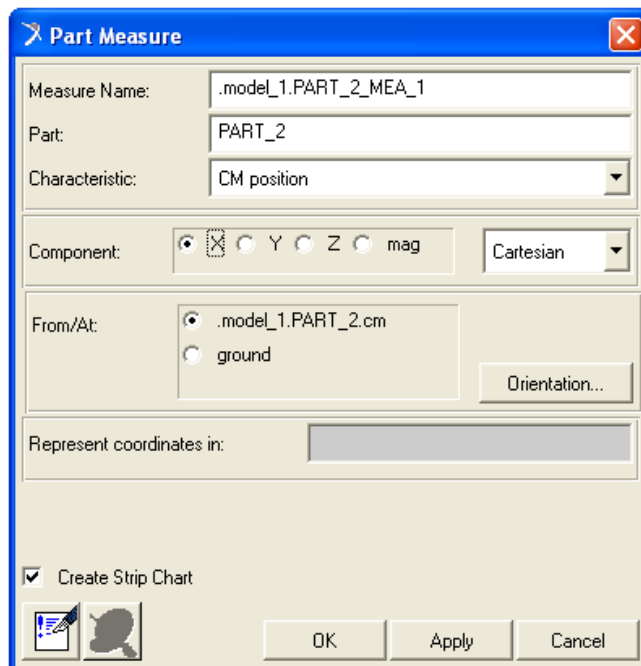 Part Measure
Measure Name: .model_1.PART_2_MEA_1
Part: PART_2
Characteristic: CM position
Component: X Y Z mag Cartesian
From/At: .model_1.PART_2.cm
ground
Orientation...
Represent coordinates in:
Create Strip Chart
OK Apply Cancel